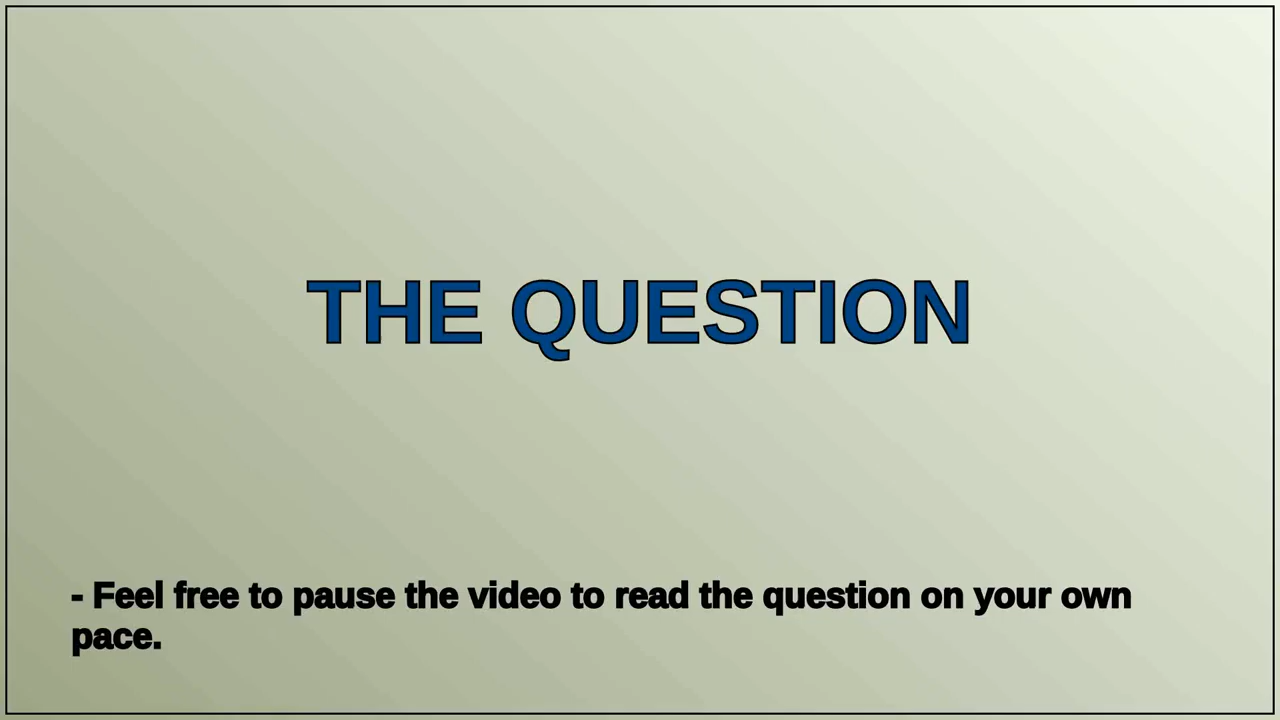 THE QUESTION
- Feel free to pause the video to read the question on your own
pace.